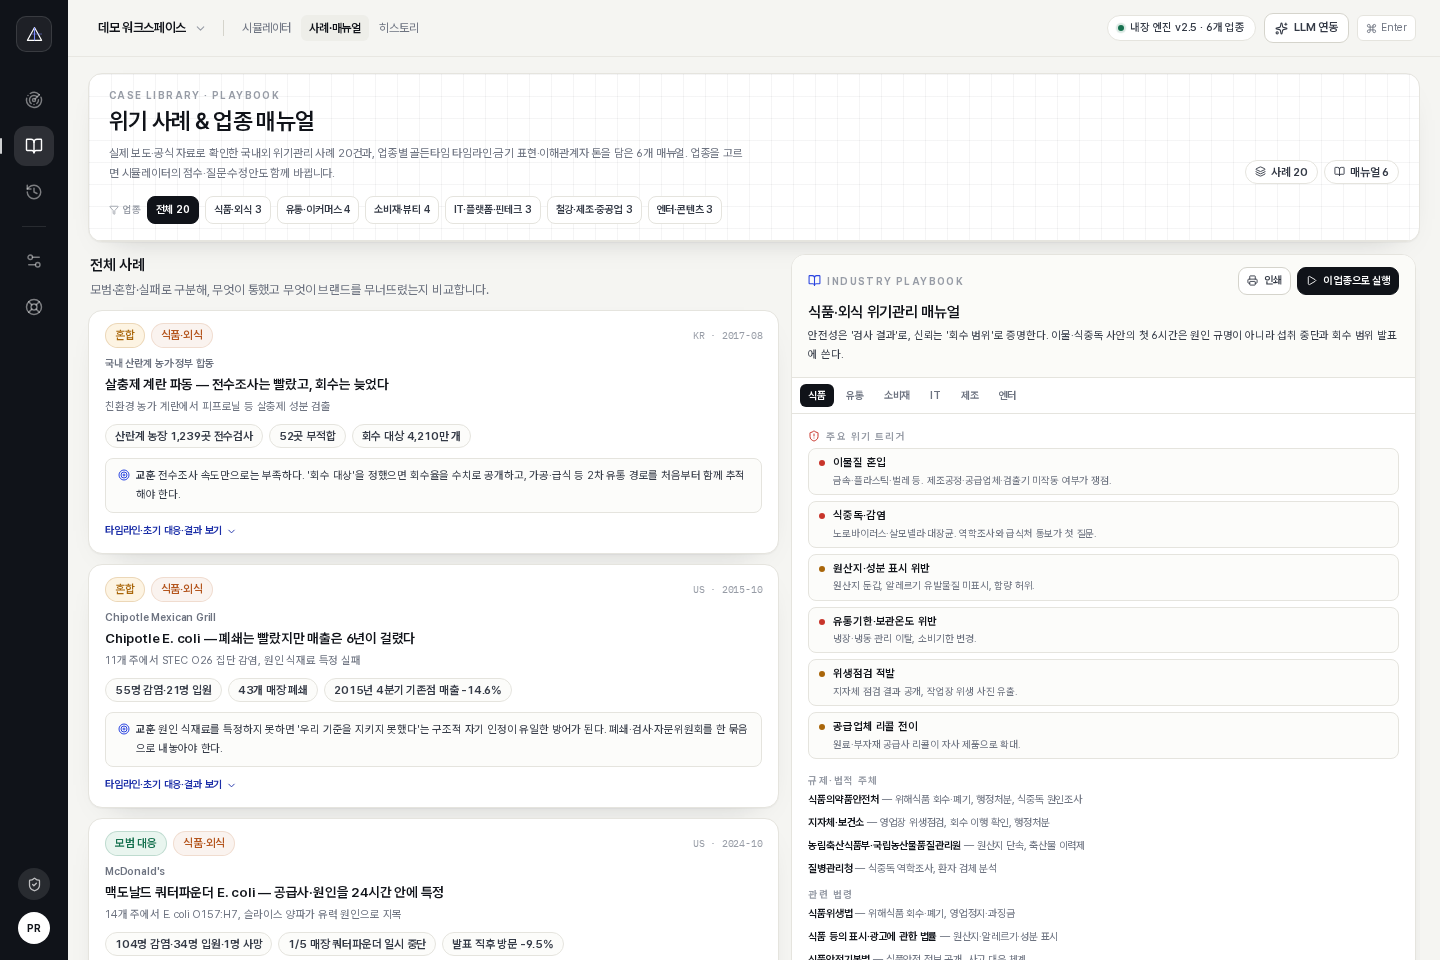 데모 워크스페이스
시뮬레이터
사례·매뉴얼
히스토리
내장 엔진 v2.5 · 6개 업종
LLM 연동
⌘ Enter
CASE LIBRARY · PLAYBOOK
위기 사례 & 업종 매뉴얼
실제 보도·공식 자료로 확인한 국내외 위기관리 사례 20건과, 업종별 골든타임 타임라인·금기 표현·이해관계자 톤을 담은 6개 매뉴얼. 업종을 고르
면 시뮬레이터의 점수·질문·수정안도 함께 바뀝니다.
사례 20
매뉴얼 6
업종
전체 20
식품·외식 3
유통·이커머스 4
소비재·뷰티 4
IT·플랫폼·핀테크 3
철강·제조·중공업 3
엔터·콘텐츠 3
전체 사례
모범·혼합·실패로 구분해, 무엇이 통했고 무엇이 브랜드를 무너뜨렸는지 비교합니다.
혼합
식품·외식
KR · 2017-08
국내 산란계 농가·정부 합동
살충제 계란 파동 — 전수조사는 빨랐고, 회수는 늦었다
친환경 농가 계란에서 피프로닐 등 살충제 성분 검출
산란계 농장 1,239곳 전수검사
52곳 부적합
회수 대상 4,210만 개
교훈 전수조사 속도만으로는 부족하다. '회수 대상'을 정했으면 회수율을 수치로 공개하고, 가공·급식 등 2차 유통 경로를 처음부터 함께 추적
해야 한다.
타임라인·초기 대응·결과 보기
혼합
식품·외식
US · 2015-10
Chipotle Mexican Grill
Chipotle E. coli — 폐쇄는 빨랐지만 매출은 6년이 걸렸다
11개 주에서 STEC O26 집단 감염, 원인 식재료 특정 실패
55명 감염·21명 입원
43개 매장 폐쇄
2015년 4분기 기존점 매출 -14.6%
교훈 원인 식재료를 특정하지 못하면 '우리 기준을 지키지 못했다'는 구조적 자기 인정이 유일한 방어가 된다. 폐쇄·검사·자문위원회를 한 묶음
으로 내놓아야 한다.
타임라인·초기 대응·결과 보기
모범 대응
식품·외식
US · 2024-10
McDonald's
맥도날드 쿼터파운더 E. coli — 공급사·원인을 24시간 안에 특정
14개 주에서 E. coli O157:H7, 슬라이스 양파가 유력 원인으로 지목
104명 감염·34명 입원·1명 사망
1/5 매장 쿼터파운더 일시 중단
발표 직후 방문 -9.5%
INDUSTRY PLAYBOOK
인쇄
이 업종으로 실행
식품·외식 위기관리 매뉴얼
안전성은 '검사 결과'로, 신뢰는 '회수 범위'로 증명한다. 이물·식중독 사안의 첫 6시간은 원인 규명이 아니라 섭취 중단과 회수 범위 발표
에 쓴다.
식품
유통
소비재
IT
제조
엔터
주요 위기 트리거
이물질 혼입
금속·플라스틱·벌레 등. 제조공정·공급업체·검출기 미작동 여부가 쟁점.
식중독·감염
노로바이러스·살모넬라·대장균. 역학조사와 급식처 통보가 첫 질문.
원산지·성분 표시 위반
원산지 둔갑, 알레르기 유발물질 미표시, 함량 허위.
유통기한·보관온도 위반
냉장·냉동 관리 이탈, 소비기한 변경.
위생점검 적발
지자체 점검 결과 공개, 작업장 위생 사진 유출.
공급업체 리콜 전이
원료·부자재 공급사 리콜이 자사 제품으로 확대.
규제·법적 주체
식품의약품안전처 — 위해식품 회수·폐기, 행정처분, 식중독 원인조사
지자체·보건소 — 영업장 위생점검, 회수 이행 확인, 행정처분
농림축산식품부·국립농산물품질관리원 — 원산지 단속, 축산물 이력제
질병관리청 — 식중독 역학조사, 환자 검체 분석
관련 법령
식품위생법 — 위해식품 회수·폐기, 영업정지·과징금
식품 등의 표시·광고에 관한 법률 — 원산지·알레르기·성분 표시
식품안전기본법 — 식품안전 정보 공개, 사고 대응 체계
PR